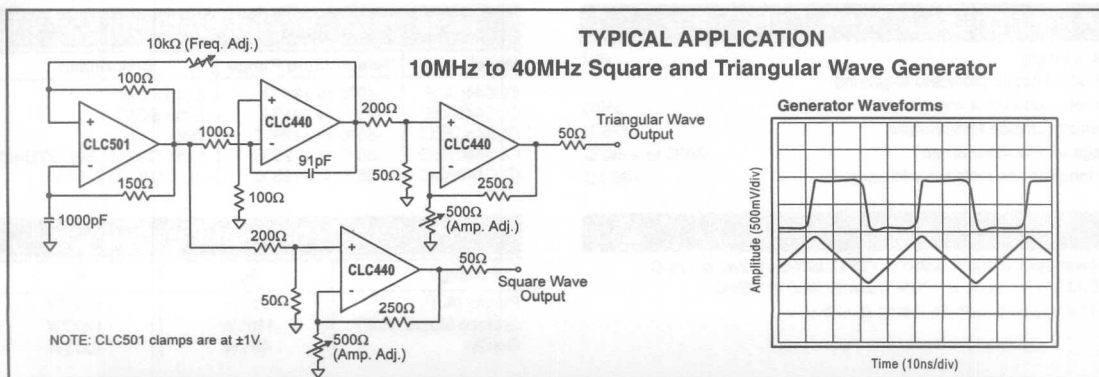 TYPICAL APPLICATION
10MHz to 40MHz Square and Triangular Wave Generator
10kΩ (Freq. Adj.)
100Ω
+
CLC501
-
150Ω
1000pF
100Ω
100Ω
+
CLC440
-
91pF
200Ω
50Ω
+
CLC440
-
250Ω
500Ω
(Amp. Adj.)
50Ω
Triangular Wave
Output
200Ω
50Ω
+
CLC440
-
250Ω
500Ω
(Amp. Adj.)
50Ω
Square Wave
Output
NOTE: CLC501 clamps are at ±1V.
Generator Waveforms
Amplitude (500mV/div)
Time (10ns/div)